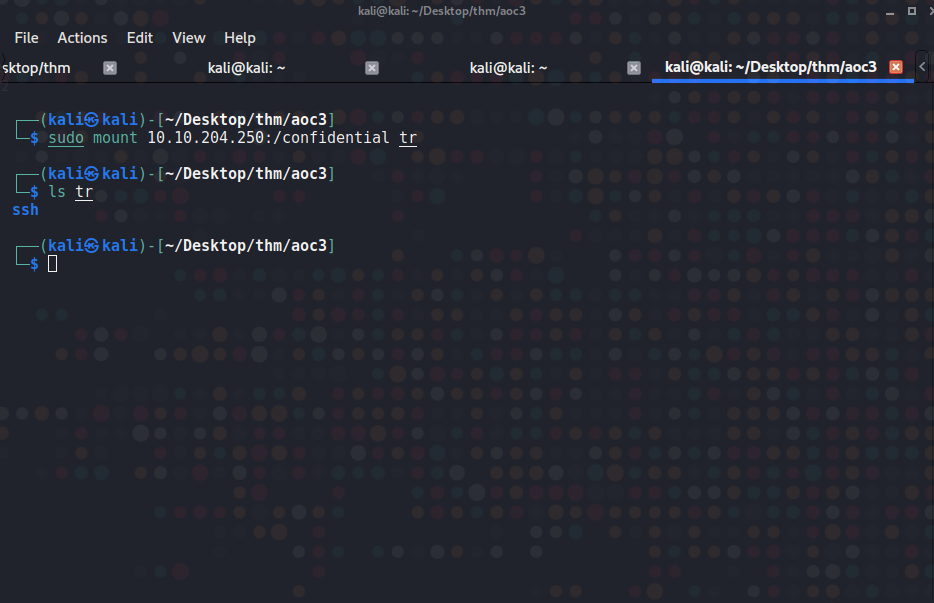 kali@kali: ~/Desktop/thm/aoc3
File Actions Edit View Help
sktop/thm kali@kali: ~ kali@kali: ~ kali@kali: ~/Desktop/thm/aoc3
┌──(kali㉿kali)-[~/Desktop/thm/aoc3]
└─$ sudo mount 10.10.204.250:/confidential tr
┌──(kali㉿kali)-[~/Desktop/thm/aoc3]
└─$ ls tr
ssh
┌──(kali㉿kali)-[~/Desktop/thm/aoc3]
└─$